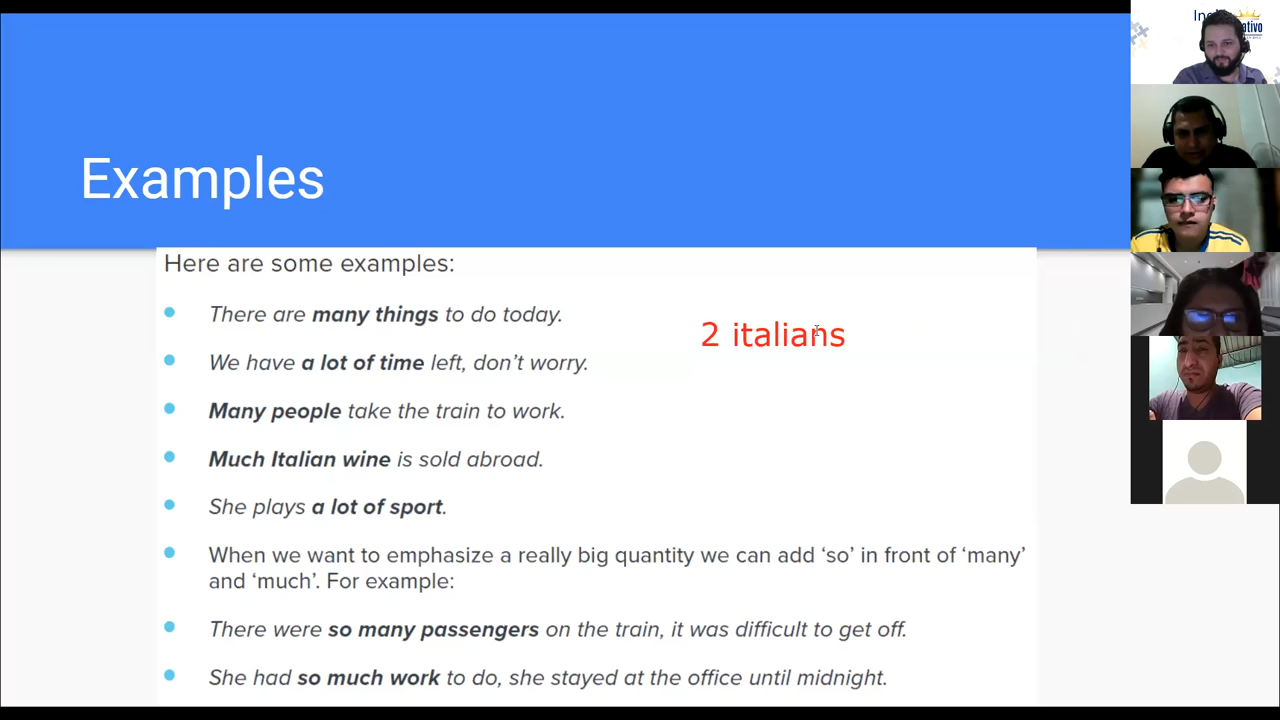 Examples
Here are some examples:
There are many things to do today.
2 italians
We have a lot of time left, don't worry.
Many people take the train to work.
Much Italian wine is sold abroad.
She plays a lot of sport.
When we want to emphasize a really big quantity we can add ‘so’ in front of ‘many’
and ‘much’. For example:
There were so many passengers on the train, it was difficult to get off.
She had so much work to do, she stayed at the office until midnight.